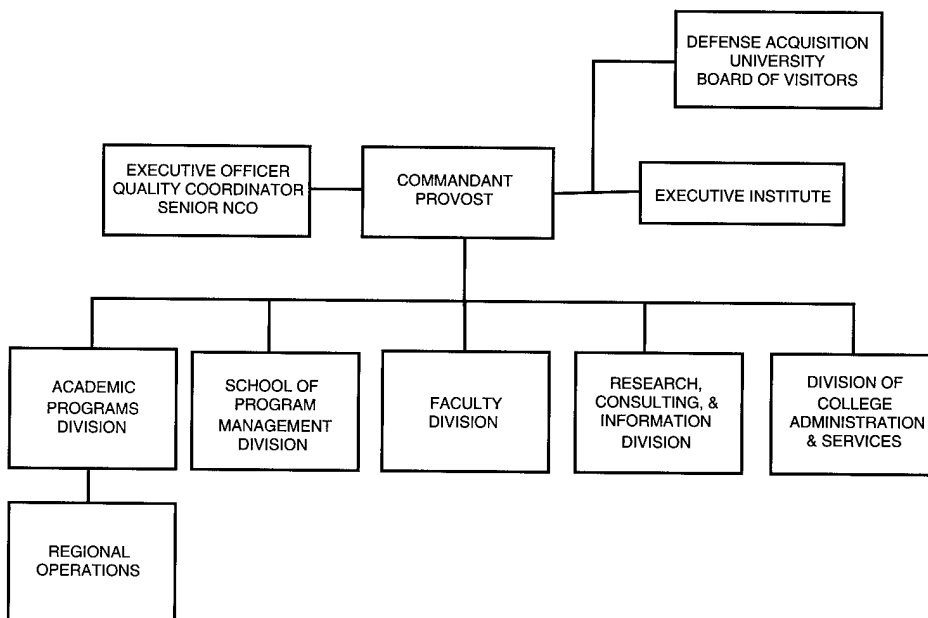 DEFENSE ACQUISITION
UNIVERSITY
BOARD OF VISITORS
EXECUTIVE OFFICER
QUALITY COORDINATOR
SENIOR NCO
COMMANDANT
PROVOST
EXECUTIVE INSTITUTE
ACADEMIC
PROGRAMS
DIVISION
SCHOOL OF
PROGRAM
MANAGEMENT
DIVISION
FACULTY
DIVISION
RESEARCH,
CONSULTING, &
INFORMATION
DIVISION
DIVISION OF
COLLEGE
ADMINISTRATION
& SERVICES
REGIONAL
OPERATIONS